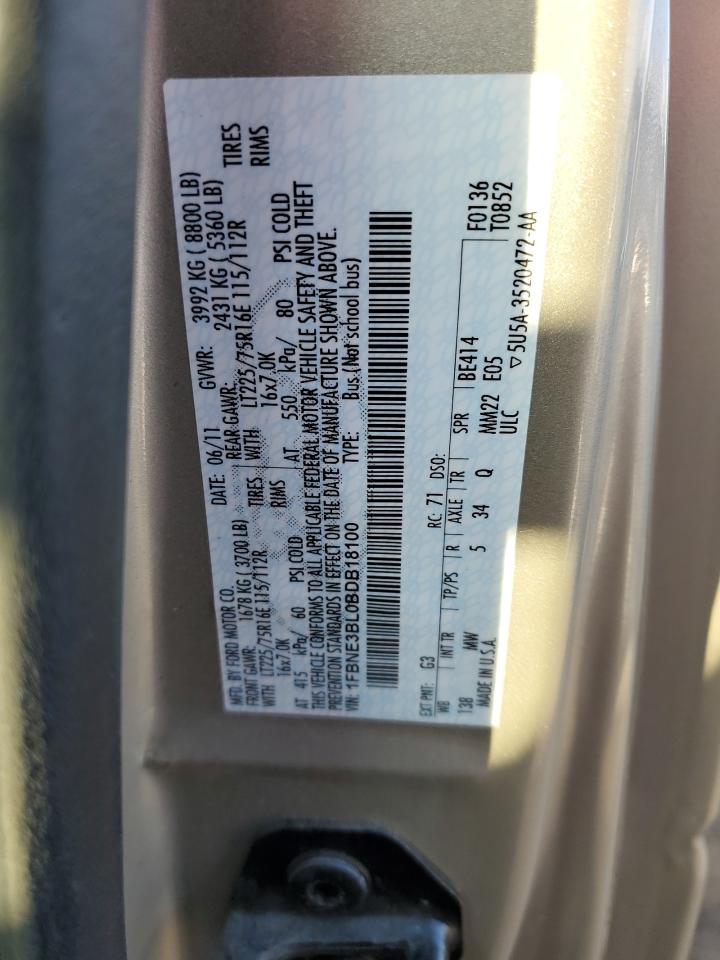 MFD. BY FORD MOTOR CO.
DATE: 06/11 GVWR: 3992 KG ( 8800 LB)
FRONT GAWR: 1678 KG ( 3700 LB) REAR GAWR: 2431 KG ( 5360 LB)
WITH LT225/75R16E 115/112R TIRES WITH LT225/75R16E 115/112R TIRES
16x7.0K RIMS 16x7.0K RIMS
AT 415 kPa/ 60 PSI COLD AT 550 kPa/ 80 PSI COLD
THIS VEHICLE CONFORMS TO ALL APPLICABLE FEDERAL MOTOR VEHICLE SAFETY AND THEFT
PREVENTION STANDARDS IN EFFECT ON THE DATE OF MANUFACTURE SHOWN ABOVE.
VIN: 1FBNE3BL0BDB18100 TYPE: Bus (Not school bus)
F0136
T0852
EXT PNT: G3 RC: 71 DSO:
WB INT TR TP/PS R AXLE TR SPR BE414
138 MW 5 34 Q MM22 E05
MADE IN U.S.A. ULC ▽5U5A-3520472-AA